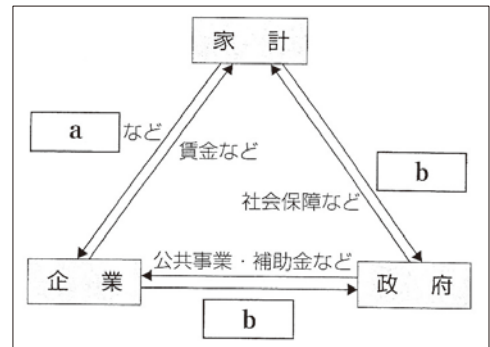 家計
a など
賃金など
b
社会保障など
公共事業・補助金など
企業
政府
b